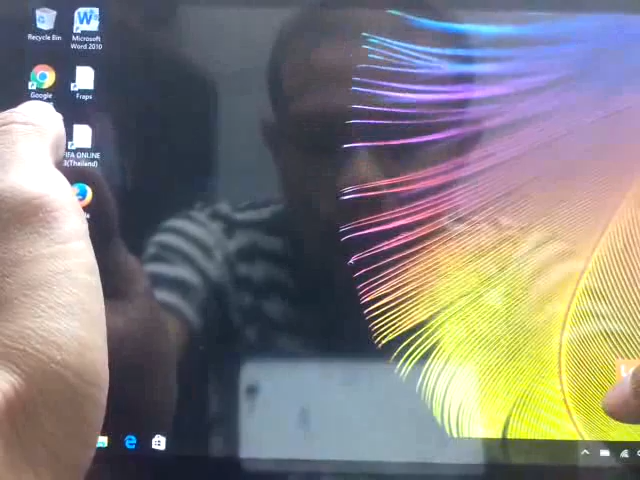 Recycle Bin
Microsoft
Word 2010
Google
Fraps
FIFA ONLINE
3(Thailand)